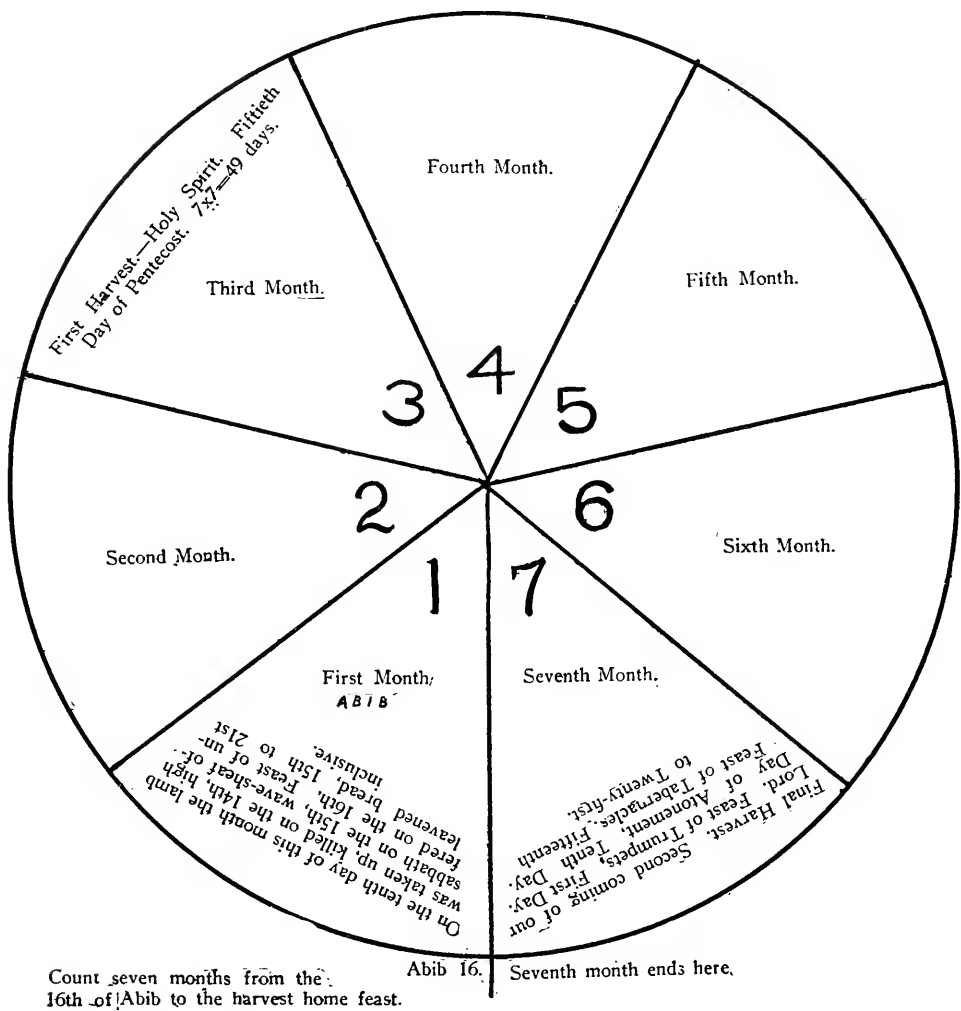 Fourth Month.
4
Fifth Month.
5
First Harvest.—Holy Spirit. Fiftieth
Day of Pentecost. 7x7=49 days.
Third Month.
3
Second Month.
2
6
Sixth Month.
1
First Month,
ABIB
On the tenth day of this month the lamb
was taken up, killed on the 14th, high
sabbath on the 15th, wave-sheaf of-
fered on the 16th. Feast of un-
leavened bread, 15th to 21st
inclusive.
7
Seventh Month.
Final Harvest. Second coming of our
Lord. Feast of Trumpets, First Day.
Day of Atonement, Tenth Day.
Feast of Tabernacles, Fifteenth
to Twenty-first.
Abib 16.
Seventh month ends here.
Count seven months from the
16th of Abib to the harvest home feast.